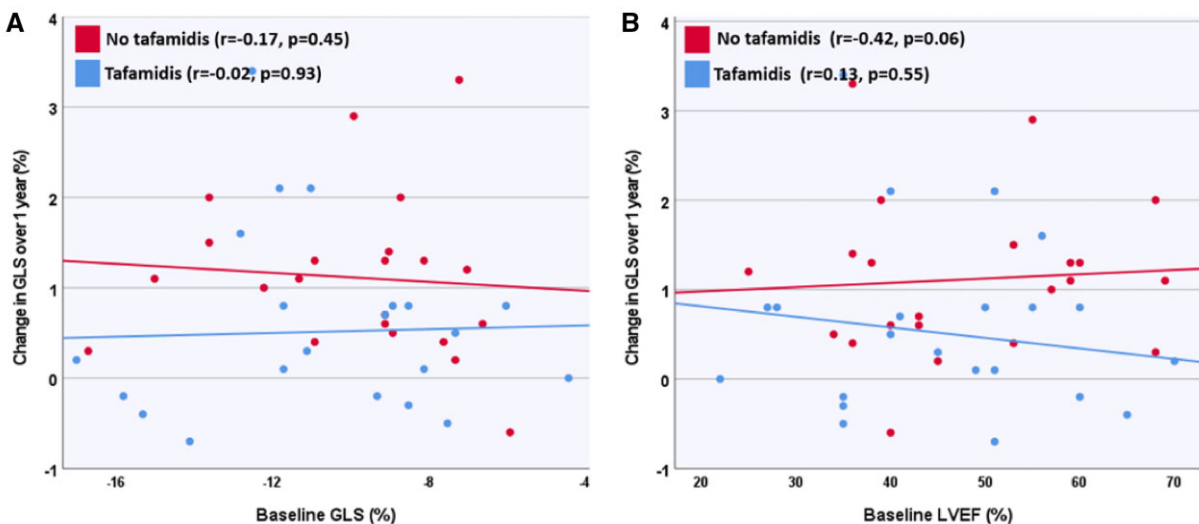 A
No tafamidis (r=-0.17, p=0.45)
Tafamidis (r=-0.02, p=0.93)
Change in GLS over 1 year (%)
4
3
2
1
0
-1
-16 -12 -8 -4
Baseline GLS (%)
B
No tafamidis (r=-0.42, p=0.06)
Tafamidis (r=0.13, p=0.55)
Change in GLS over 1 year (%)
4
3
2
1
0
-1
20 30 40 50 60 70
Baseline LVEF (%)